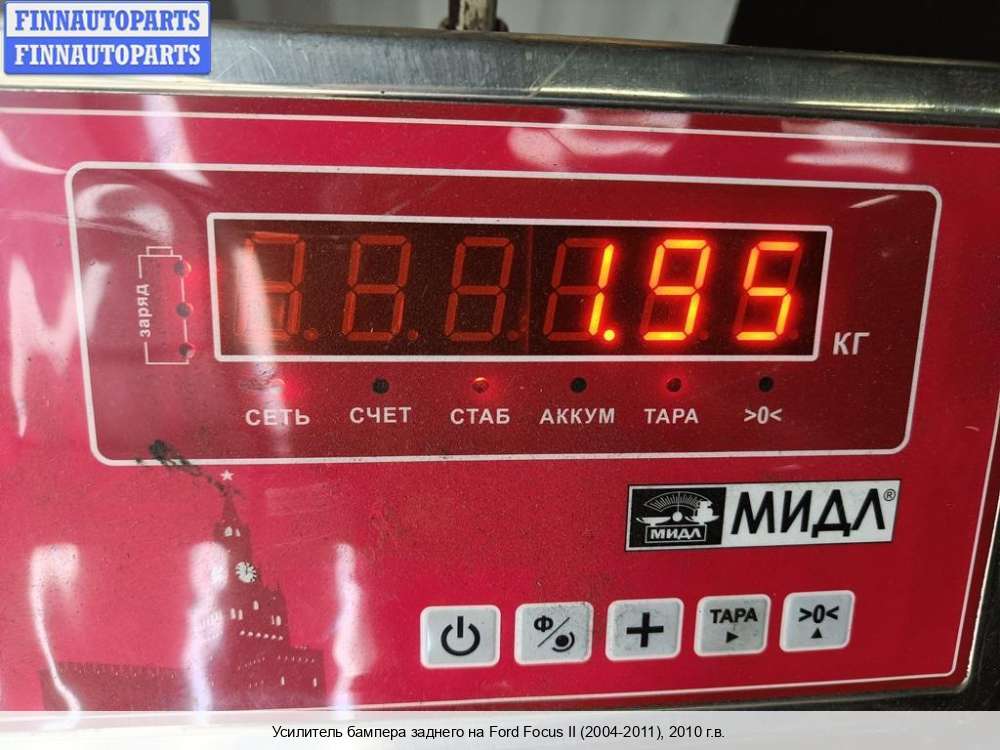 FINNAUTOPARTS
FINNAUTOPARTS
заряд
1.95
КГ
СЕТЬ СЧЕТ СТАБ АККУМ ТАРА >0<
МИДЛ МИДЛ®
Ф ТАРА >0<
Усилитель бампера заднего на Ford Focus II (2004-2011), 2010 г.в.